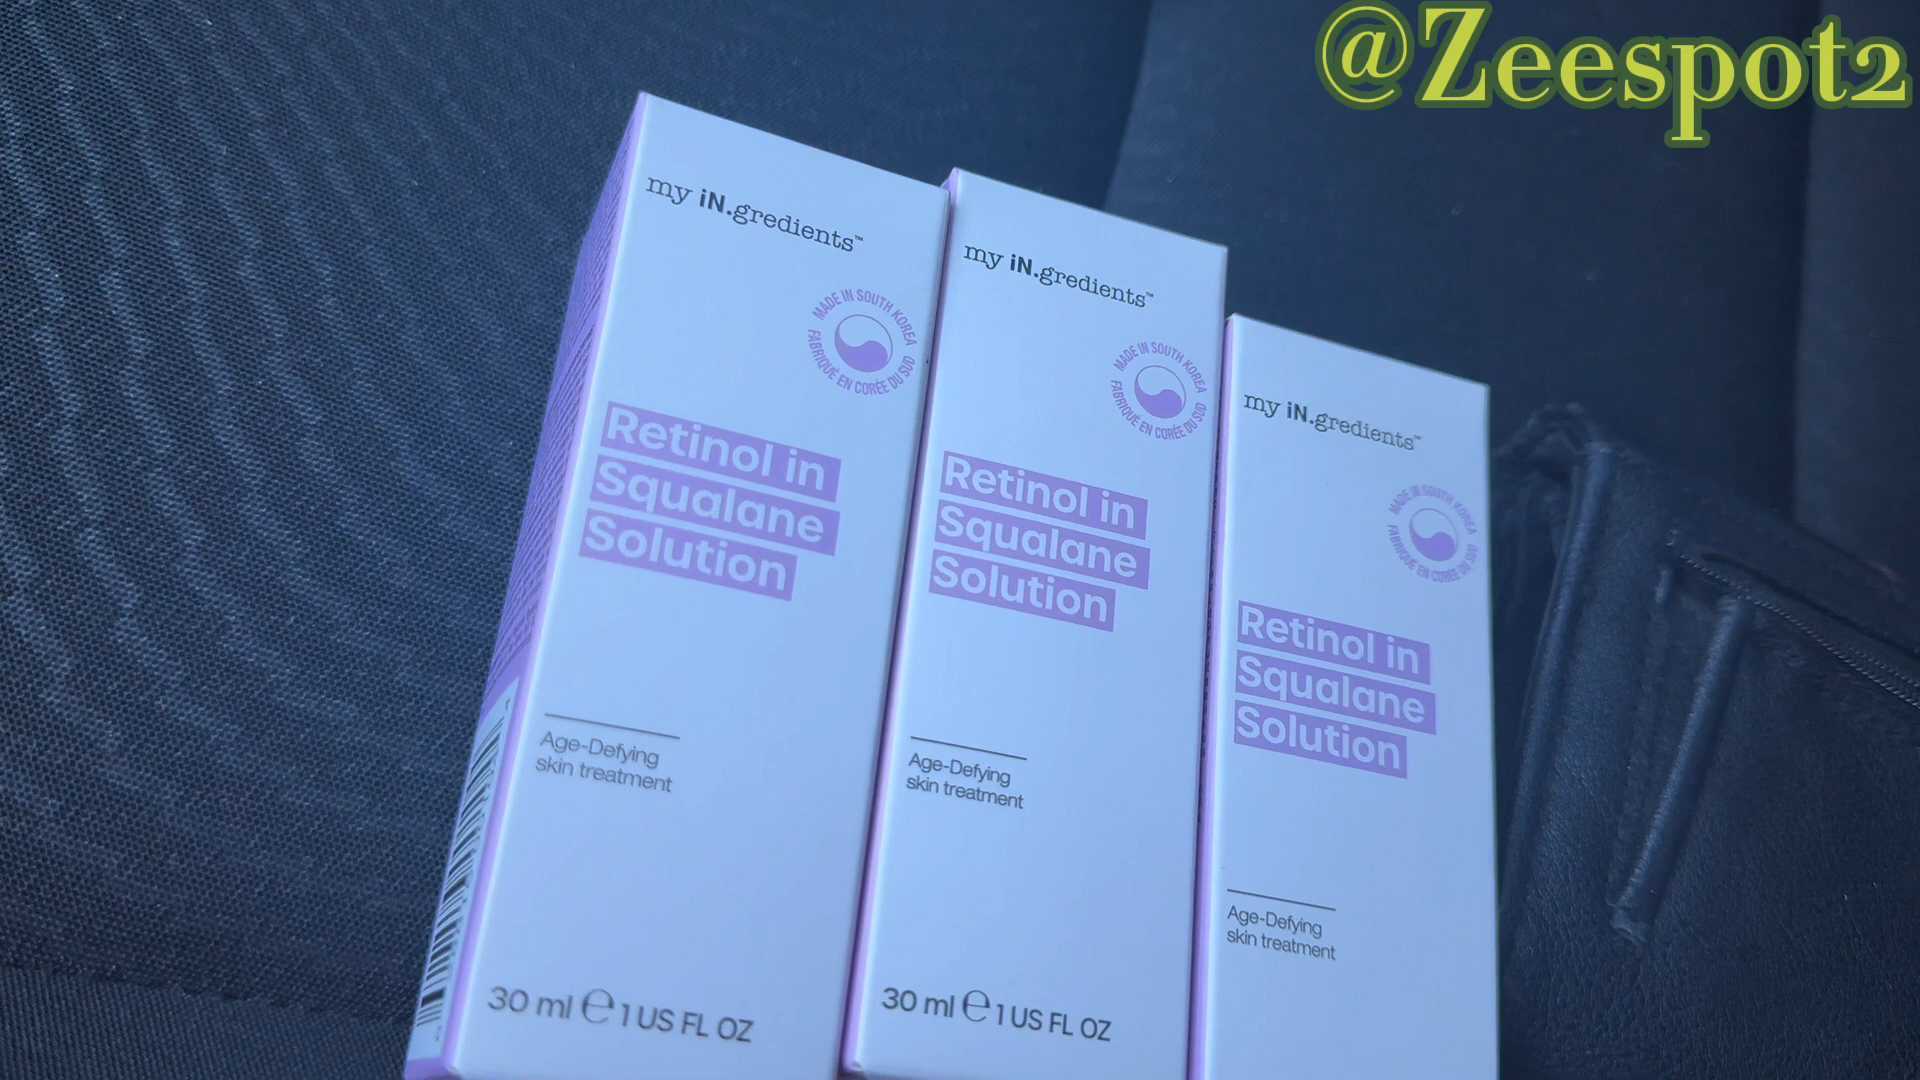 @Zeespot2
my iN.gredients™
MADE IN SOUTH KOREA
FABRIQUÉ EN CORÉE DU SUD
Retinol in
Squalane
Solution
Age-Defying
skin treatment
30 ml ℮ 1 US FL OZ
my iN.gredients™
MADE IN SOUTH KOREA
FABRIQUÉ EN CORÉE DU SUD
Retinol in
Squalane
Solution
Age-Defying
skin treatment
30 ml ℮ 1 US FL OZ
my iN.gredients™
MADE IN SOUTH KOREA
FABRIQUÉ EN CORÉE DU SUD
Retinol in
Squalane
Solution
Age-Defying
skin treatment